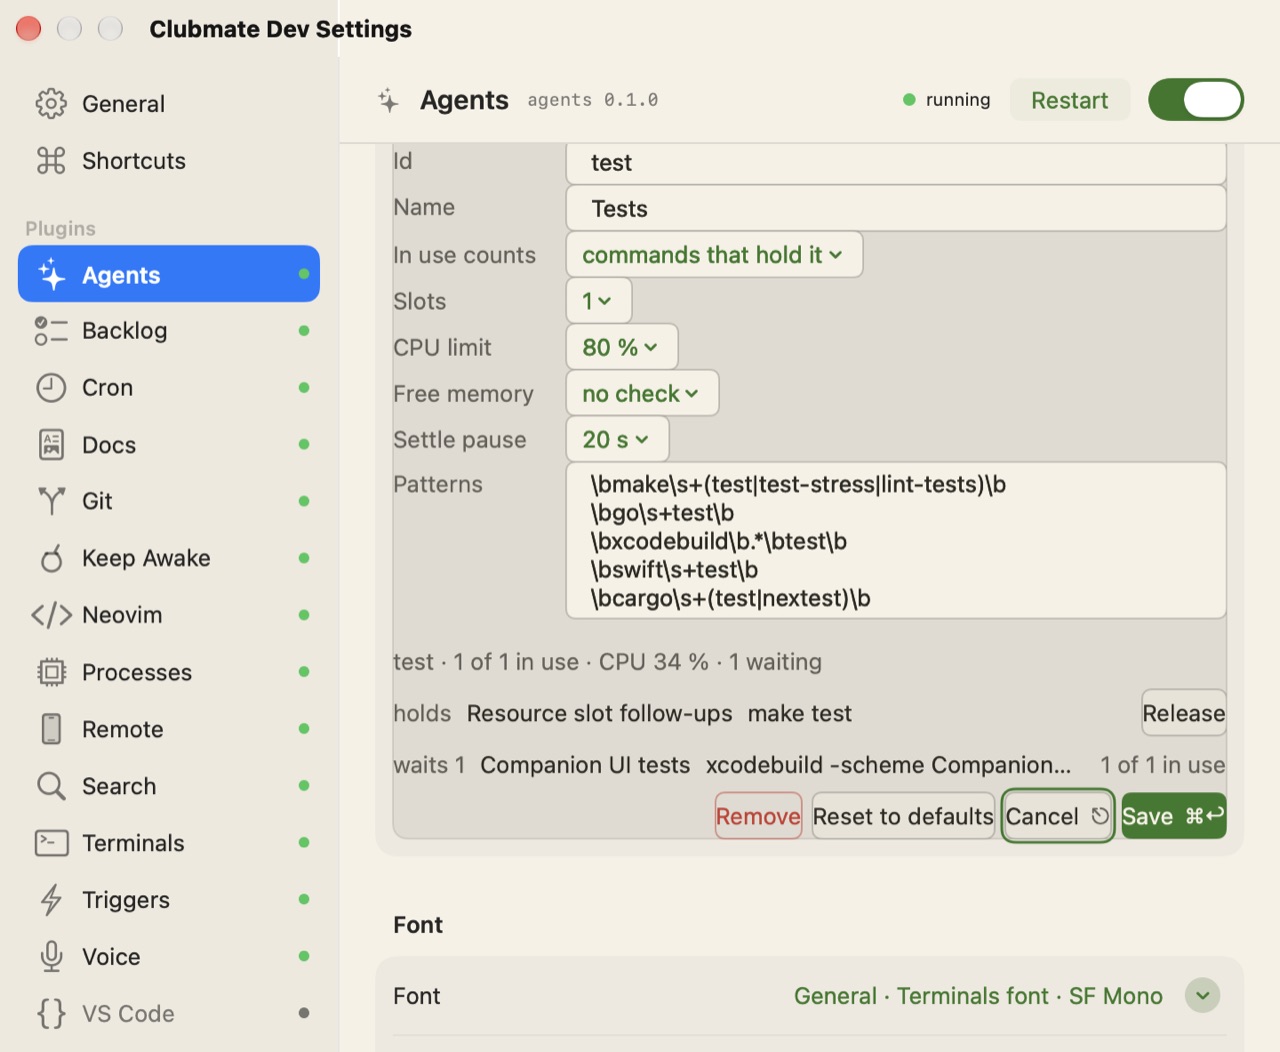 Clubmate Dev Settings
General
Shortcuts
Plugins
Agents
Backlog
Cron
Docs
Git
Keep Awake
Neovim
Processes
Remote
Search
Terminals
Triggers
Voice
VS Code
Agents agents 0.1.0 running Restart
Id test
Name Tests
In use counts commands that hold it
Slots 1
CPU limit 80 %
Free memory no check
Settle pause 20 s
Patterns \bmake\s+(test|test-stress|lint-tests)\b
\bgo\s+test\b
\bxcodebuild\b.*\btest\b
\bswift\s+test\b
\bcargo\s+(test|nextest)\b
test · 1 of 1 in use · CPU 34 % · 1 waiting
holds Resource slot follow-ups make test Release
waits 1 Companion UI tests xcodebuild -scheme Companion... 1 of 1 in use
Remove Reset to defaults Cancel ⎋ Save ⌘↩
Font
Font General · Terminals font · SF Mono